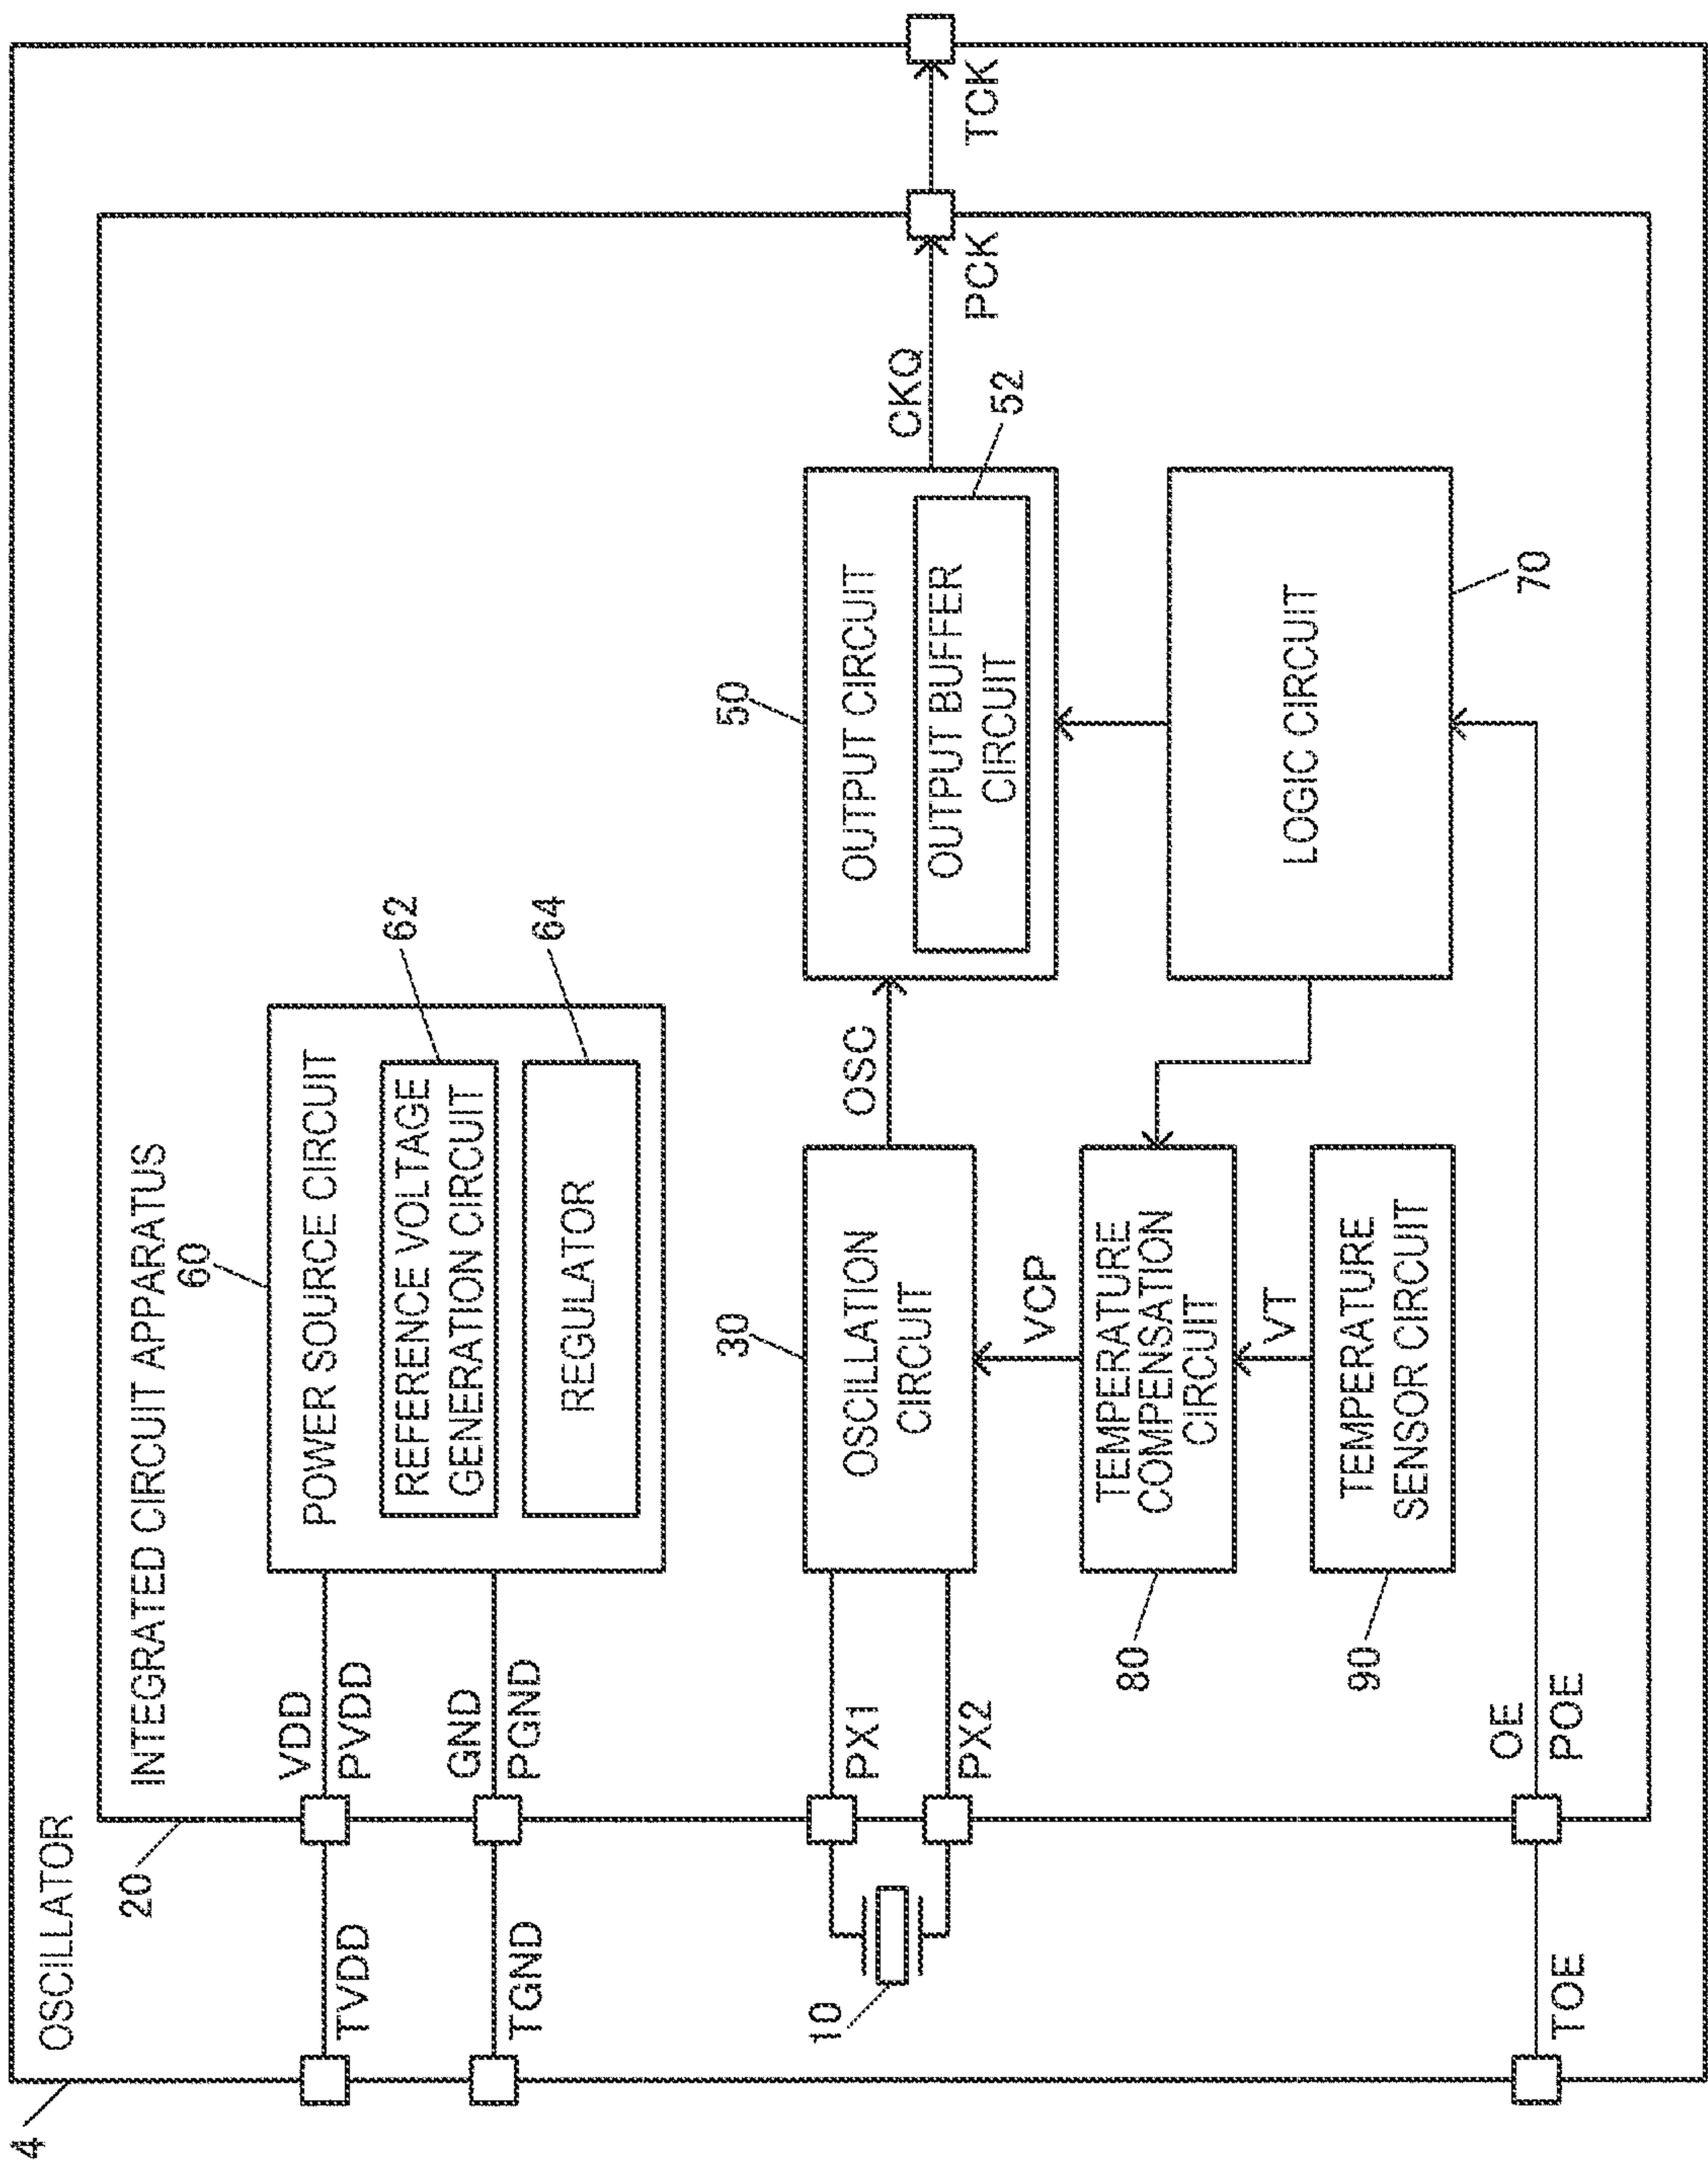 4
OSCILLATOR
20
INTEGRATED CIRCUIT APPARATUS
60
POWER SOURCE CIRCUIT
REFERENCE VOLTAGE
GENERATION CIRCUIT
62
REGULATOR
64
TVDD
VDD
PVDD
TGND
GND
PGND
10
PX1
PX2
30
OSCILLATION
CIRCUIT
OSC
50
OUTPUT CIRCUIT
OUTPUT BUFFER
CIRCUIT
52
CKQ
PCK
TCK
VCP
80
TEMPERATURE
COMPENSATION
CIRCUIT
VT
90
TEMPERATURE
SENSOR CIRCUIT
LOGIC CIRCUIT
70
TOE
OE
POE